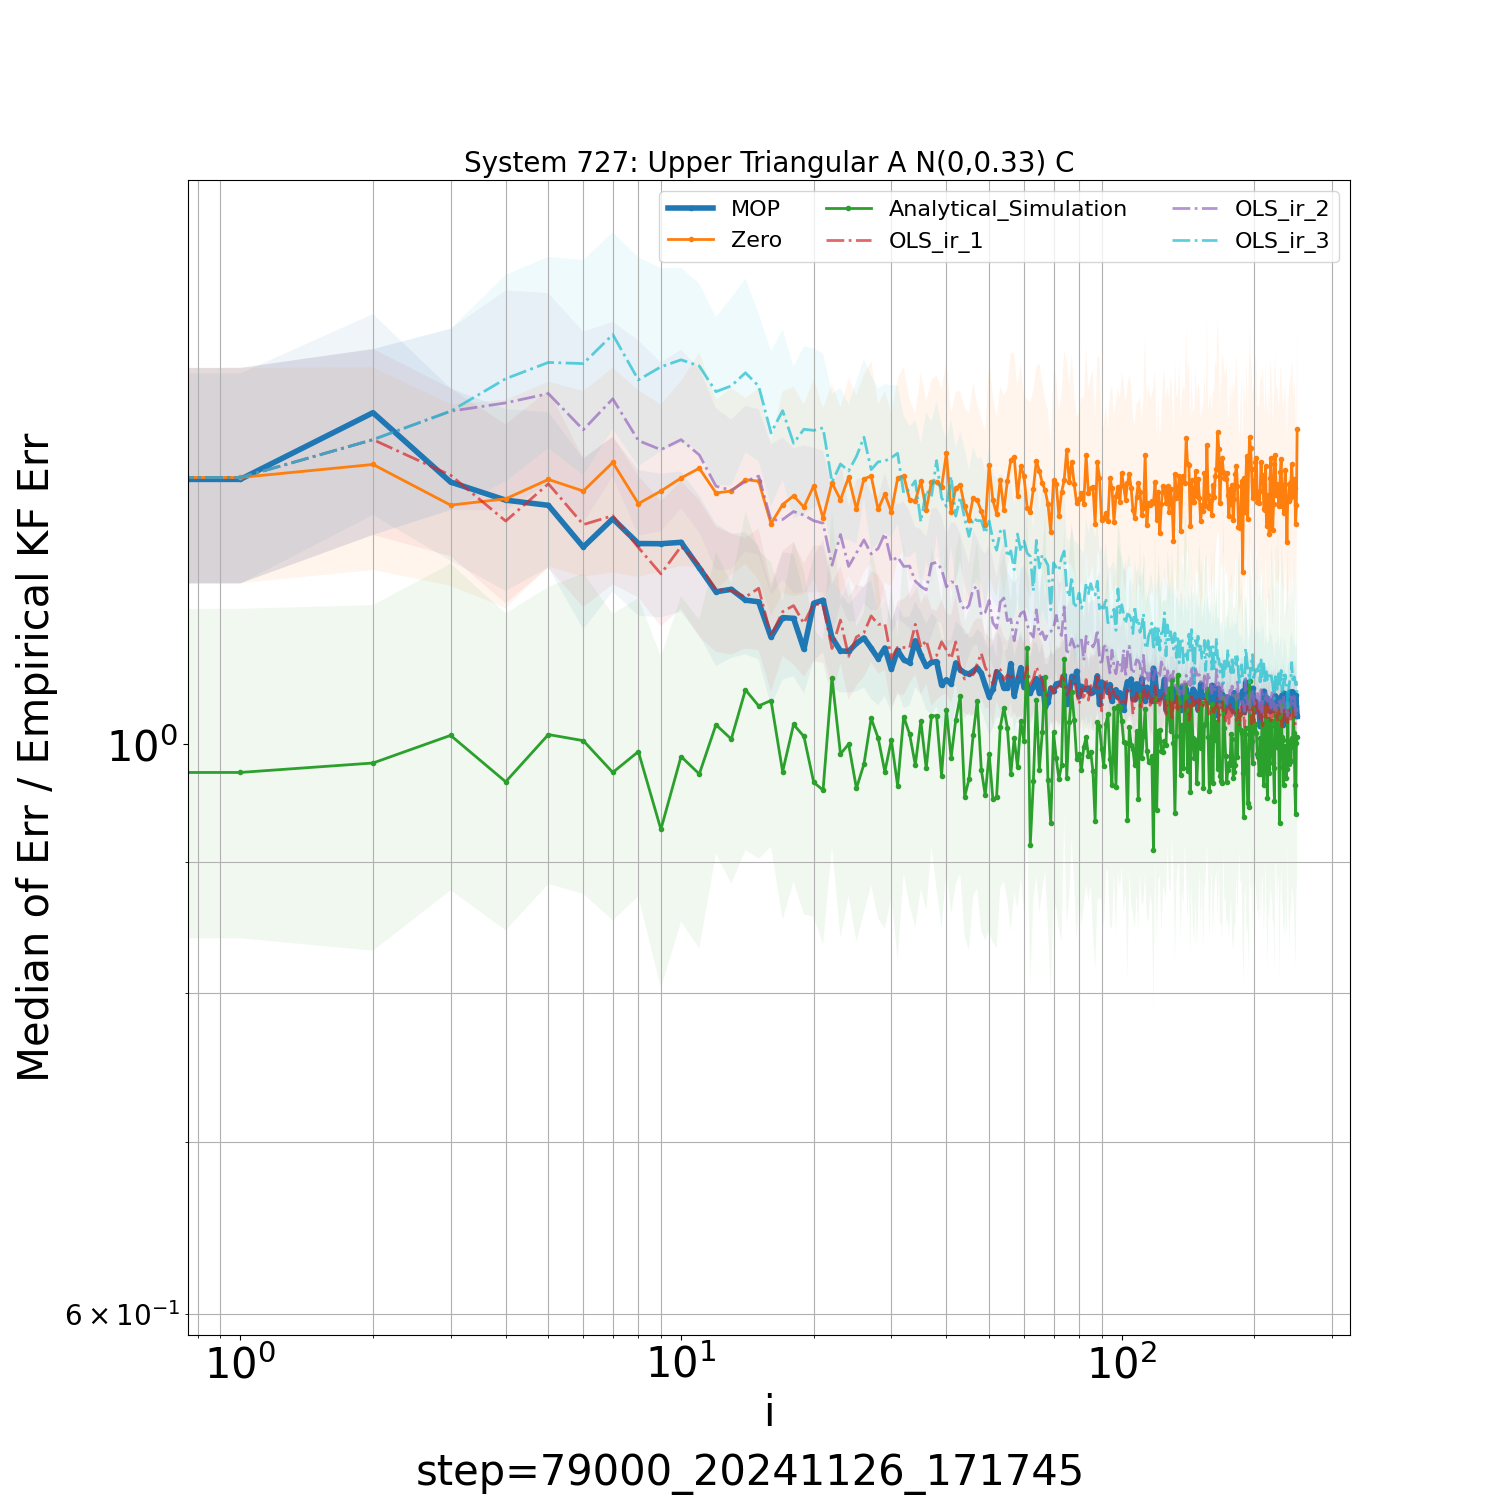 System 727: Upper Triangular A N(0,0.33) C
MOP
Zero
Analytical_Simulation
OLS_ir_1
OLS_ir_2
OLS_ir_3
Median of Err / Empirical KF Err
10⁰
6 × 10⁻¹
10⁰
10¹
10²
i
step=79000_20241126_171745